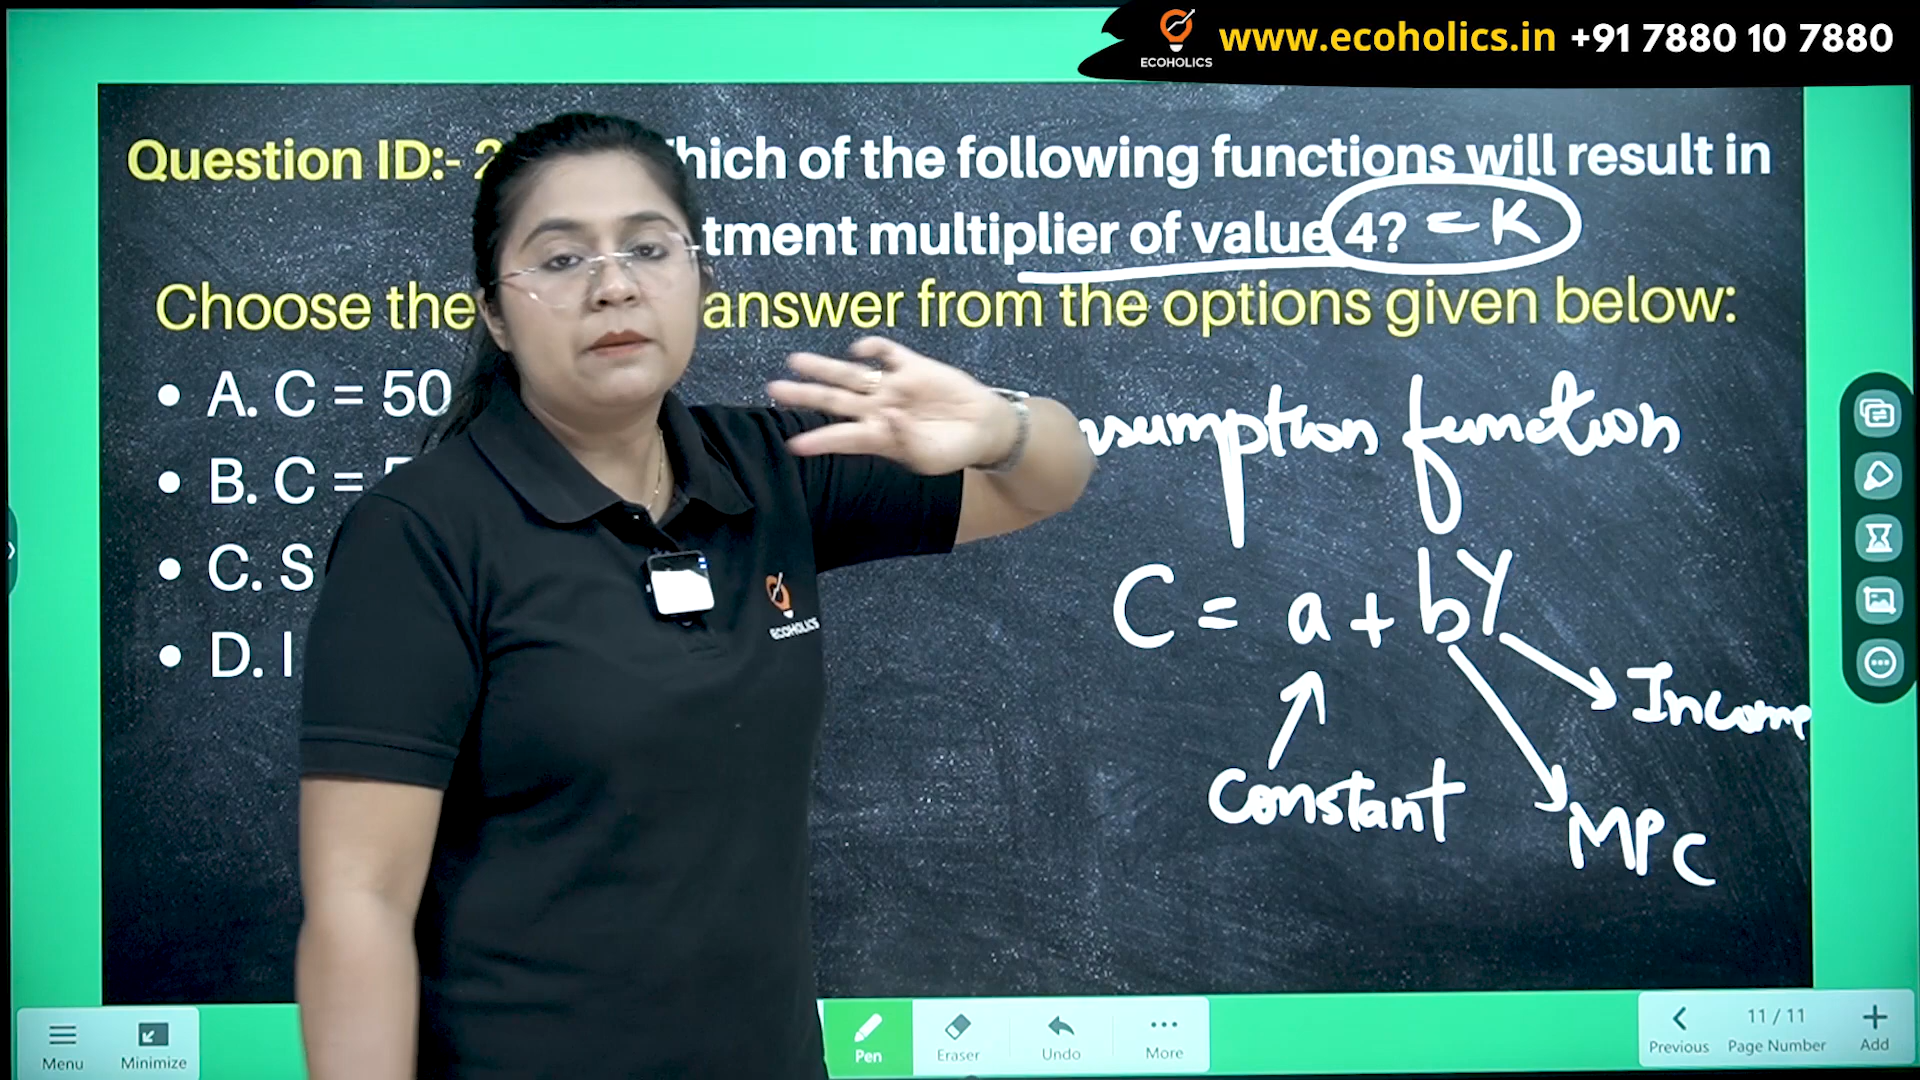 www.ecoholics.in +91 7880 10 7880
ECOHOLICS
Question ID:- 2 hich of the following functions will result in
tment multiplier of value 4? = K
Choose the answer from the options given below:
• A. C = 50
• B. C =
• C. S
• D. I
sumption function
C = a + bY
Income
Constant
MPC
ECOHOLICS
Menu
Minimize
Pen
Eraser
Undo
More
Previous
11 / 11
Page Number
Add